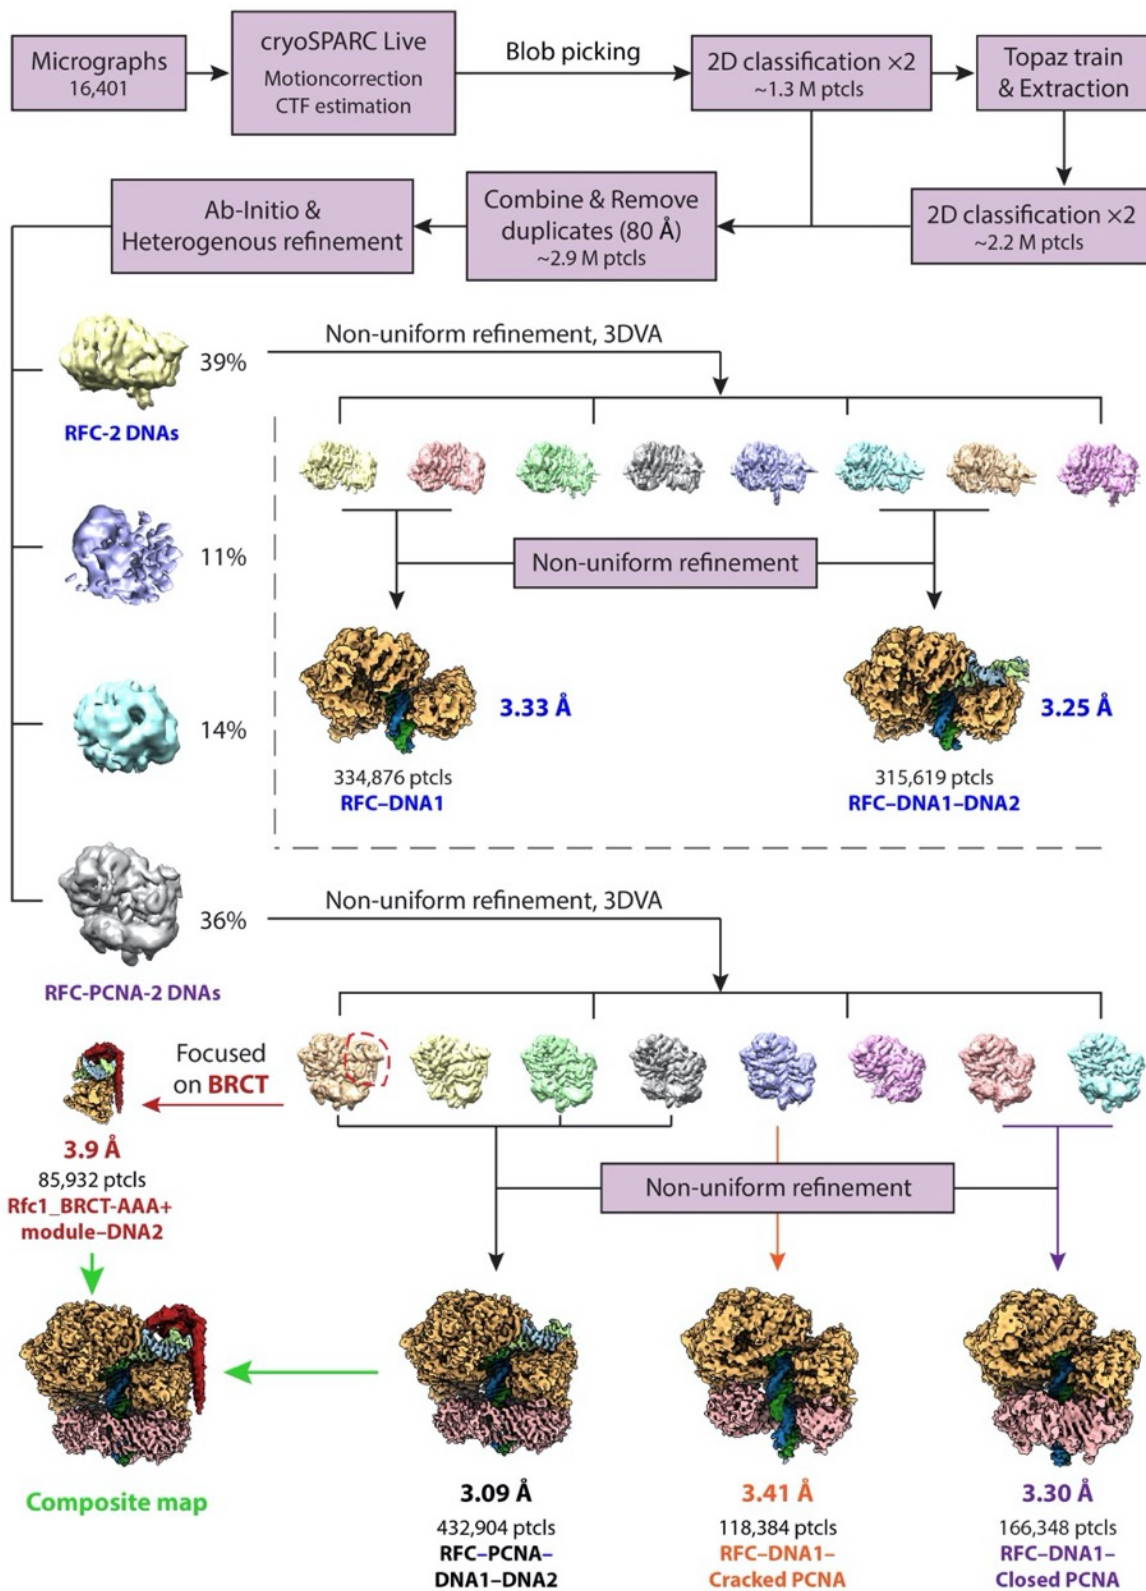 Micrographs
16,401
cryoSPARC Live
Motioncorrection
CTF estimation
Blob picking
2D classification ×2
~1.3 M ptcls
Topaz train
& Extraction
Ab-Initio &
Heterogenous refinement
Combine & Remove
duplicates (80 Å)
~2.9 M ptcls
2D classification ×2
~2.2 M ptcls
39%
RFC-2 DNAs
Non-uniform refinement, 3DVA
11%
Non-uniform refinement
14%
3.33 Å
334,876 ptcls
RFC–DNA1
3.25 Å
315,619 ptcls
RFC–DNA1–DNA2
36%
RFC-PCNA-2 DNAs
Non-uniform refinement, 3DVA
Focused
on BRCT
3.9 Å
85,932 ptcls
Rfc1_BRCT-AAA+
module–DNA2
Non-uniform refinement
Composite map
3.09 Å
432,904 ptcls
RFC–PCNA–
DNA1–DNA2
3.41 Å
118,384 ptcls
RFC–DNA1–
Cracked PCNA
3.30 Å
166,348 ptcls
RFC–DNA1–
Closed PCNA